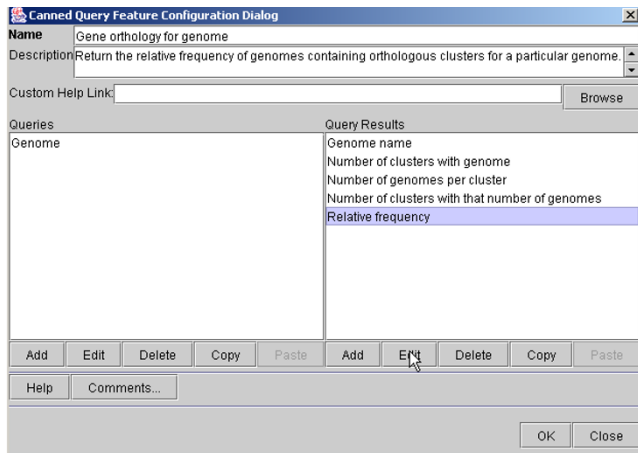 Canned Query Feature Configuration Dialog
Name Gene orthology for genome
Description Return the relative frequency of genomes containing orthologous clusters for a particular genome.
Custom Help Link: Browse
Queries Query Results
Genome Genome name
Number of clusters with genome
Number of genomes per cluster
Number of clusters with that number of genomes
Relative frequency
Add Edit Delete Copy Paste Add Edit Delete Copy Paste
Help Comments...
OK Close